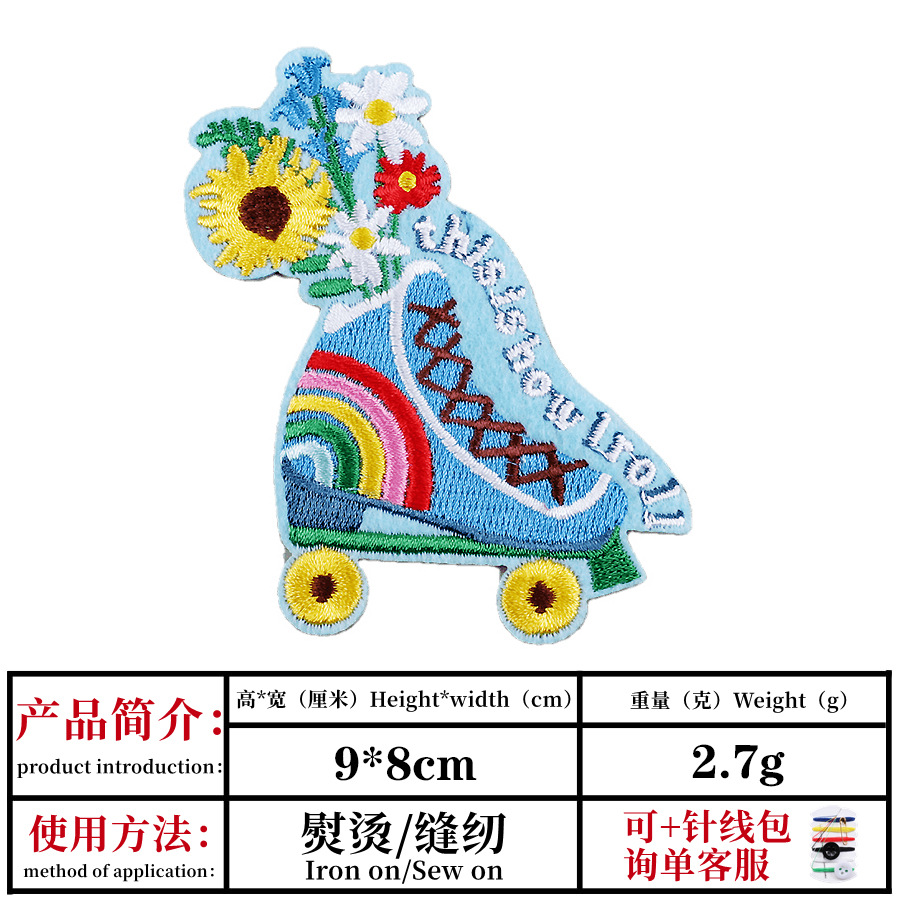 this is how I roll
产品简介：
product introduction：
高*宽（厘米）Height*width（cm）
重量（克）Weight（g）
9*8cm
2.7g
使用方法：
method of application：
熨烫/缝纫
Iron on/Sew on
可+针线包
询单客服